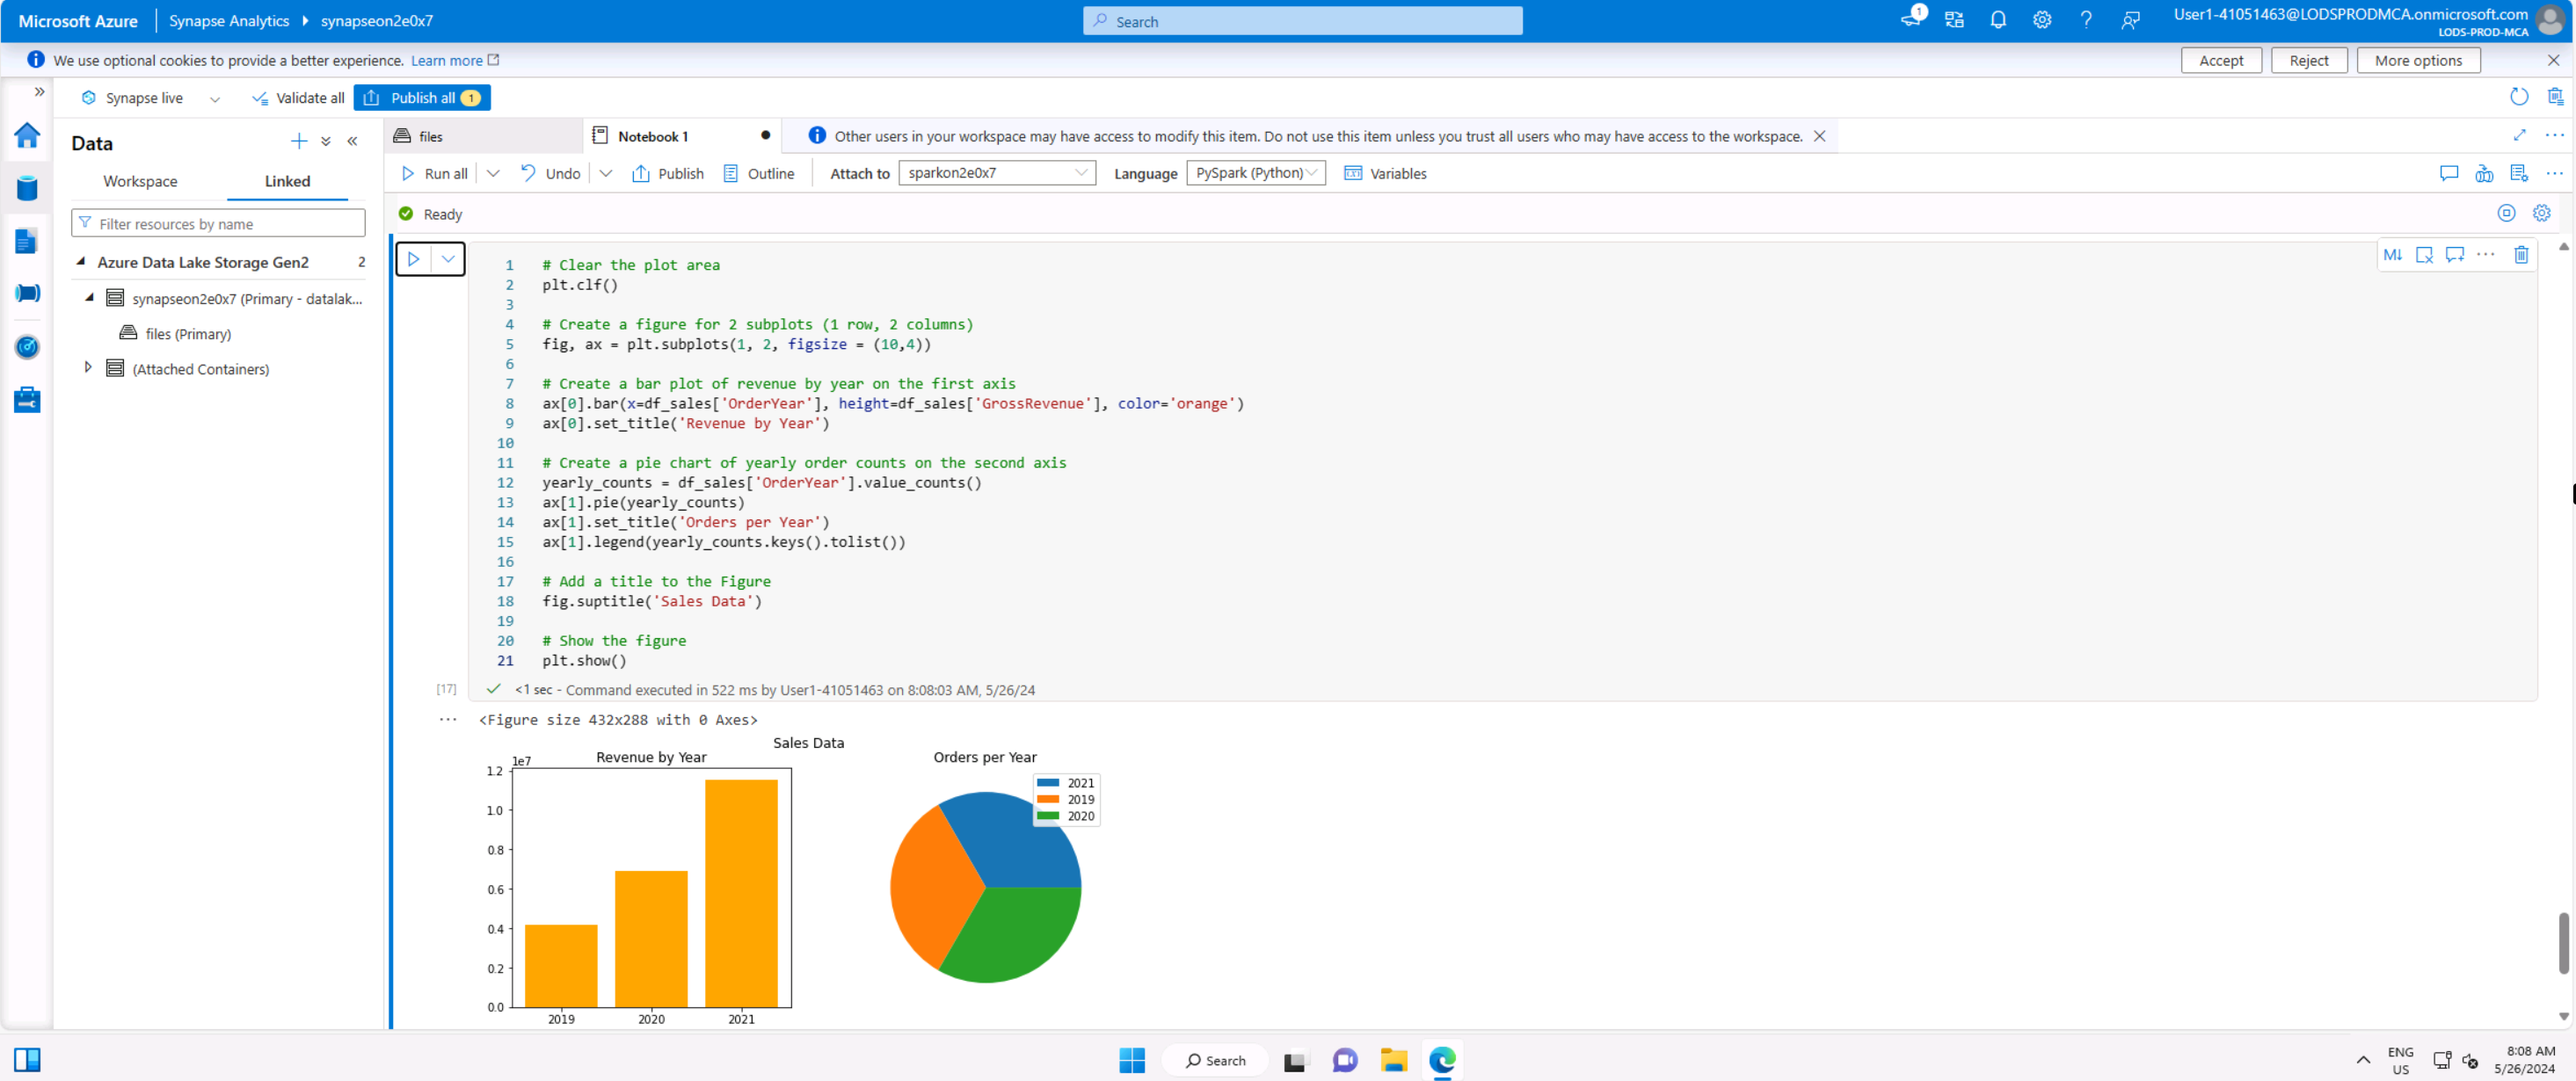 Microsoft Azure Synapse Analytics synapseon2e0x7 Search 1 User1-41051463@LODSPRODMCA.onmicrosoft.com
LODS-PROD-MCA
We use optional cookies to provide a better experience. Learn more Accept Reject More options
Synapse live Validate all Publish all 1
Data
Workspace Linked
Filter resources by name
Azure Data Lake Storage Gen2 2
synapseon2e0x7 (Primary - datalak...
files (Primary)
(Attached Containers)
files Notebook 1 Other users in your workspace may have access to modify this item. Do not use this item unless you trust all users who may have access to the workspace.
Run all Undo Publish Outline Attach to sparkon2e0x7 Language PySpark (Python) Variables
Ready
M↓
1 # Clear the plot area
2 plt.clf()
3
4 # Create a figure for 2 subplots (1 row, 2 columns)
5 fig, ax = plt.subplots(1, 2, figsize = (10,4))
6
7 # Create a bar plot of revenue by year on the first axis
8 ax[0].bar(x=df_sales['OrderYear'], height=df_sales['GrossRevenue'], color='orange')
9 ax[0].set_title('Revenue by Year')
10
11 # Create a pie chart of yearly order counts on the second axis
12 yearly_counts = df_sales['OrderYear'].value_counts()
13 ax[1].pie(yearly_counts)
14 ax[1].set_title('Orders per Year')
15 ax[1].legend(yearly_counts.keys().tolist())
16
17 # Add a title to the Figure
18 fig.suptitle('Sales Data')
19
20 # Show the figure
21 plt.show()
[17] <1 sec - Command executed in 522 ms by User1-41051463 on 8:08:03 AM, 5/26/24
<Figure size 432x288 with 0 Axes>
Sales Data
Revenue by Year
1e7
1.2
1.0
0.8
0.6
0.4
0.2
0.0
2019 2020 2021
Orders per Year
2021
2019
2020
Search
ENG
US
8:08 AM
5/26/2024